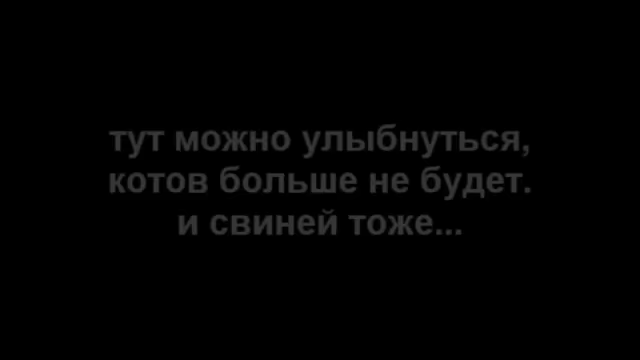 тут можно улыбнуться,
котов больше не будет.
и свиней тоже...